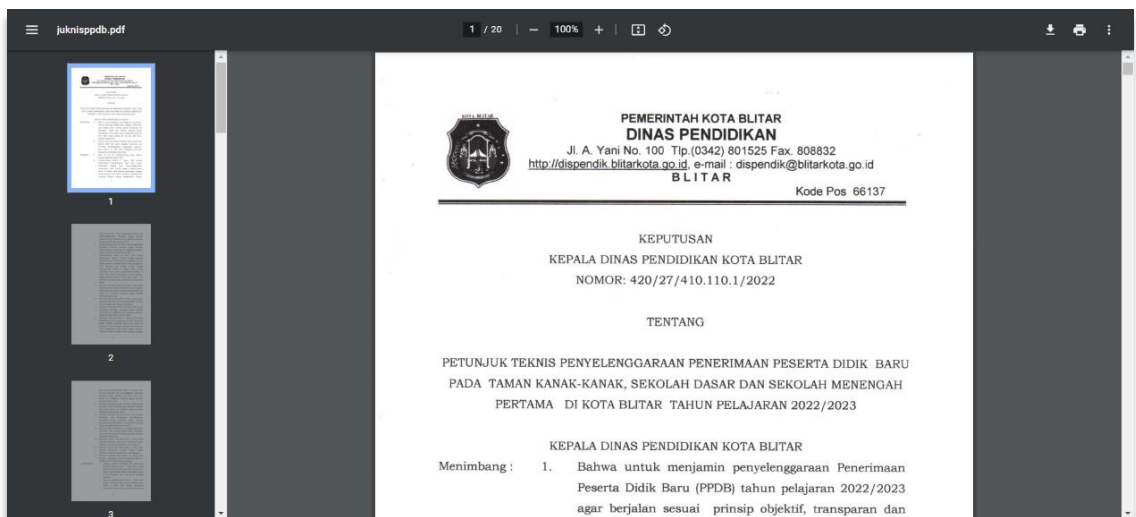 juknisppdb.pdf
1 / 20 | − 100% + |
1
2
3
KOTA BLITAR
PEMERINTAH KOTA BLITAR
DINAS PENDIDIKAN
Jl. A. Yani No. 100 Tlp.(0342) 801525 Fax. 808832
http://dispendik.blitarkota.go.id, e-mail : dispendik@blitarkota.go.id
B L I T A R
Kode Pos 66137
KEPUTUSAN
KEPALA DINAS PENDIDIKAN KOTA BLITAR
NOMOR: 420/27/410.110.1/2022
TENTANG
PETUNJUK TEKNIS PENYELENGGARAAN PENERIMAAN PESERTA DIDIK BARU
PADA TAMAN KANAK-KANAK, SEKOLAH DASAR DAN SEKOLAH MENENGAH
PERTAMA DI KOTA BLITAR TAHUN PELAJARAN 2022/2023
KEPALA DINAS PENDIDIKAN KOTA BLITAR
Menimbang : 1. Bahwa untuk menjamin penyelenggaraan Penerimaan
Peserta Didik Baru (PPDB) tahun pelajaran 2022/2023
agar berjalan sesuai prinsip objektif, transparan dan